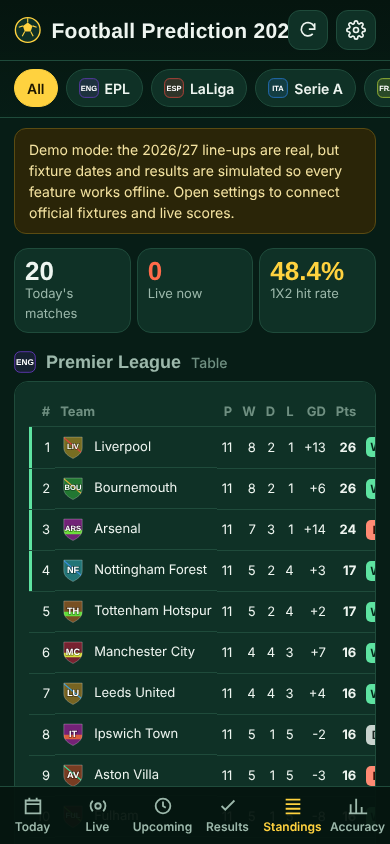 Football Prediction 202
All ENG EPL ESP LaLiga ITA Serie A FRA
Demo mode: the 2026/27 line-ups are real, but
fixture dates and results are simulated so every
feature works offline. Open settings to connect
official fixtures and live scores.
20 0 48.4%
Today's Live now 1X2 hit rate
matches
ENG Premier League Table
# Team P W D L GD Pts
1 LIV Liverpool 11 8 2 1 +13 26 W
2 BOU Bournemouth 11 8 2 1 +6 26 W
3 ARS Arsenal 11 7 3 1 +14 24
4 NF Nottingham Forest 11 5 2 4 +3 17 W
5 TH Tottenham Hotspur 11 5 2 4 +2 17 W
6 MC Manchester City 11 4 4 3 +7 16 W
7 LU Leeds United 11 4 4 3 +4 16 W
8 IT Ipswich Town 11 5 1 5 -2 16
9 AV Aston Villa 11 5 1 5 -3 16
Fulham
Today Live Upcoming Results Standings Accuracy